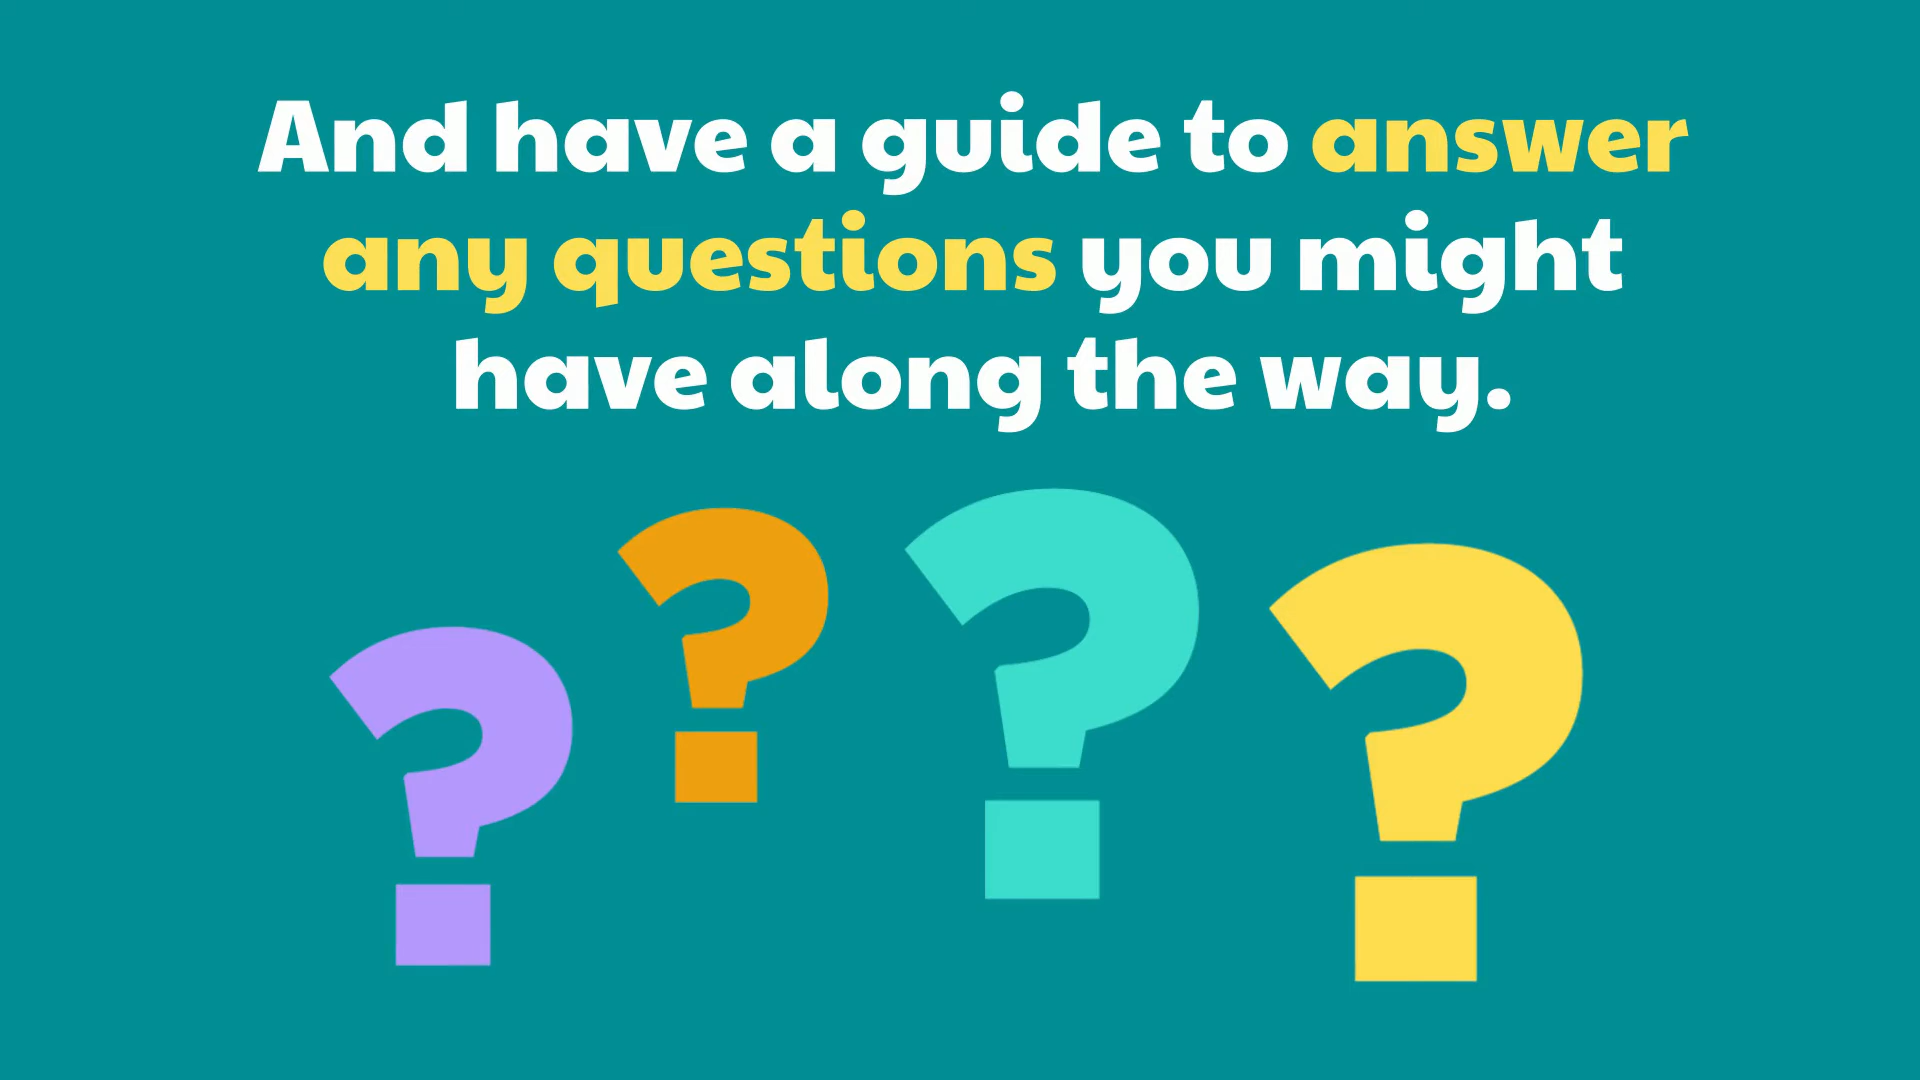 And have a guide to answer
any questions you might
have along the way.
? ? ? ?